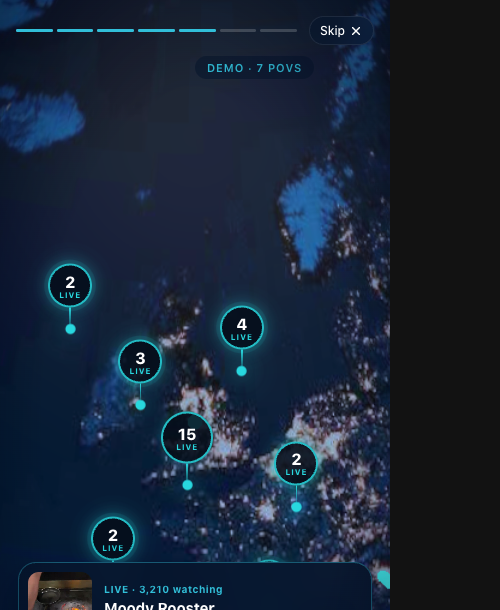 Skip ✕
DEMO · 7 POVS
2
LIVE
4
LIVE
3
LIVE
15
LIVE
2
LIVE
2
LIVE
LIVE · 3,210 watching
Moody Rooster